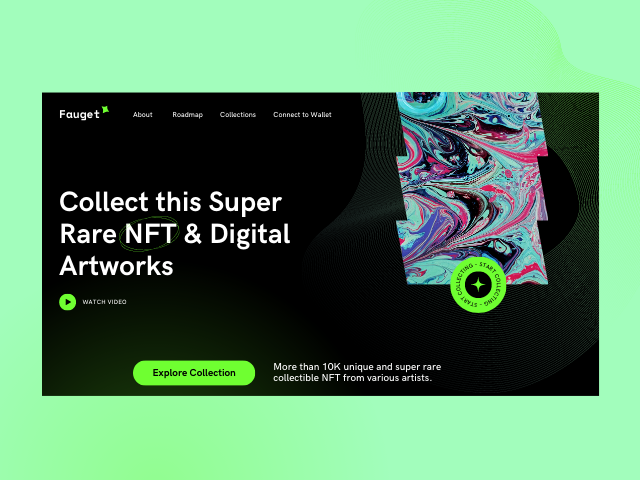 Fauget
About Roadmap Collections Connect to Wallet
Collect this Super
Rare NFT & Digital
Artworks
WATCH VIDEO
START COLLECTING - START COLLECTING -
Explore Collection
More than 10K unique and super rare
collectible NFT from various artists.